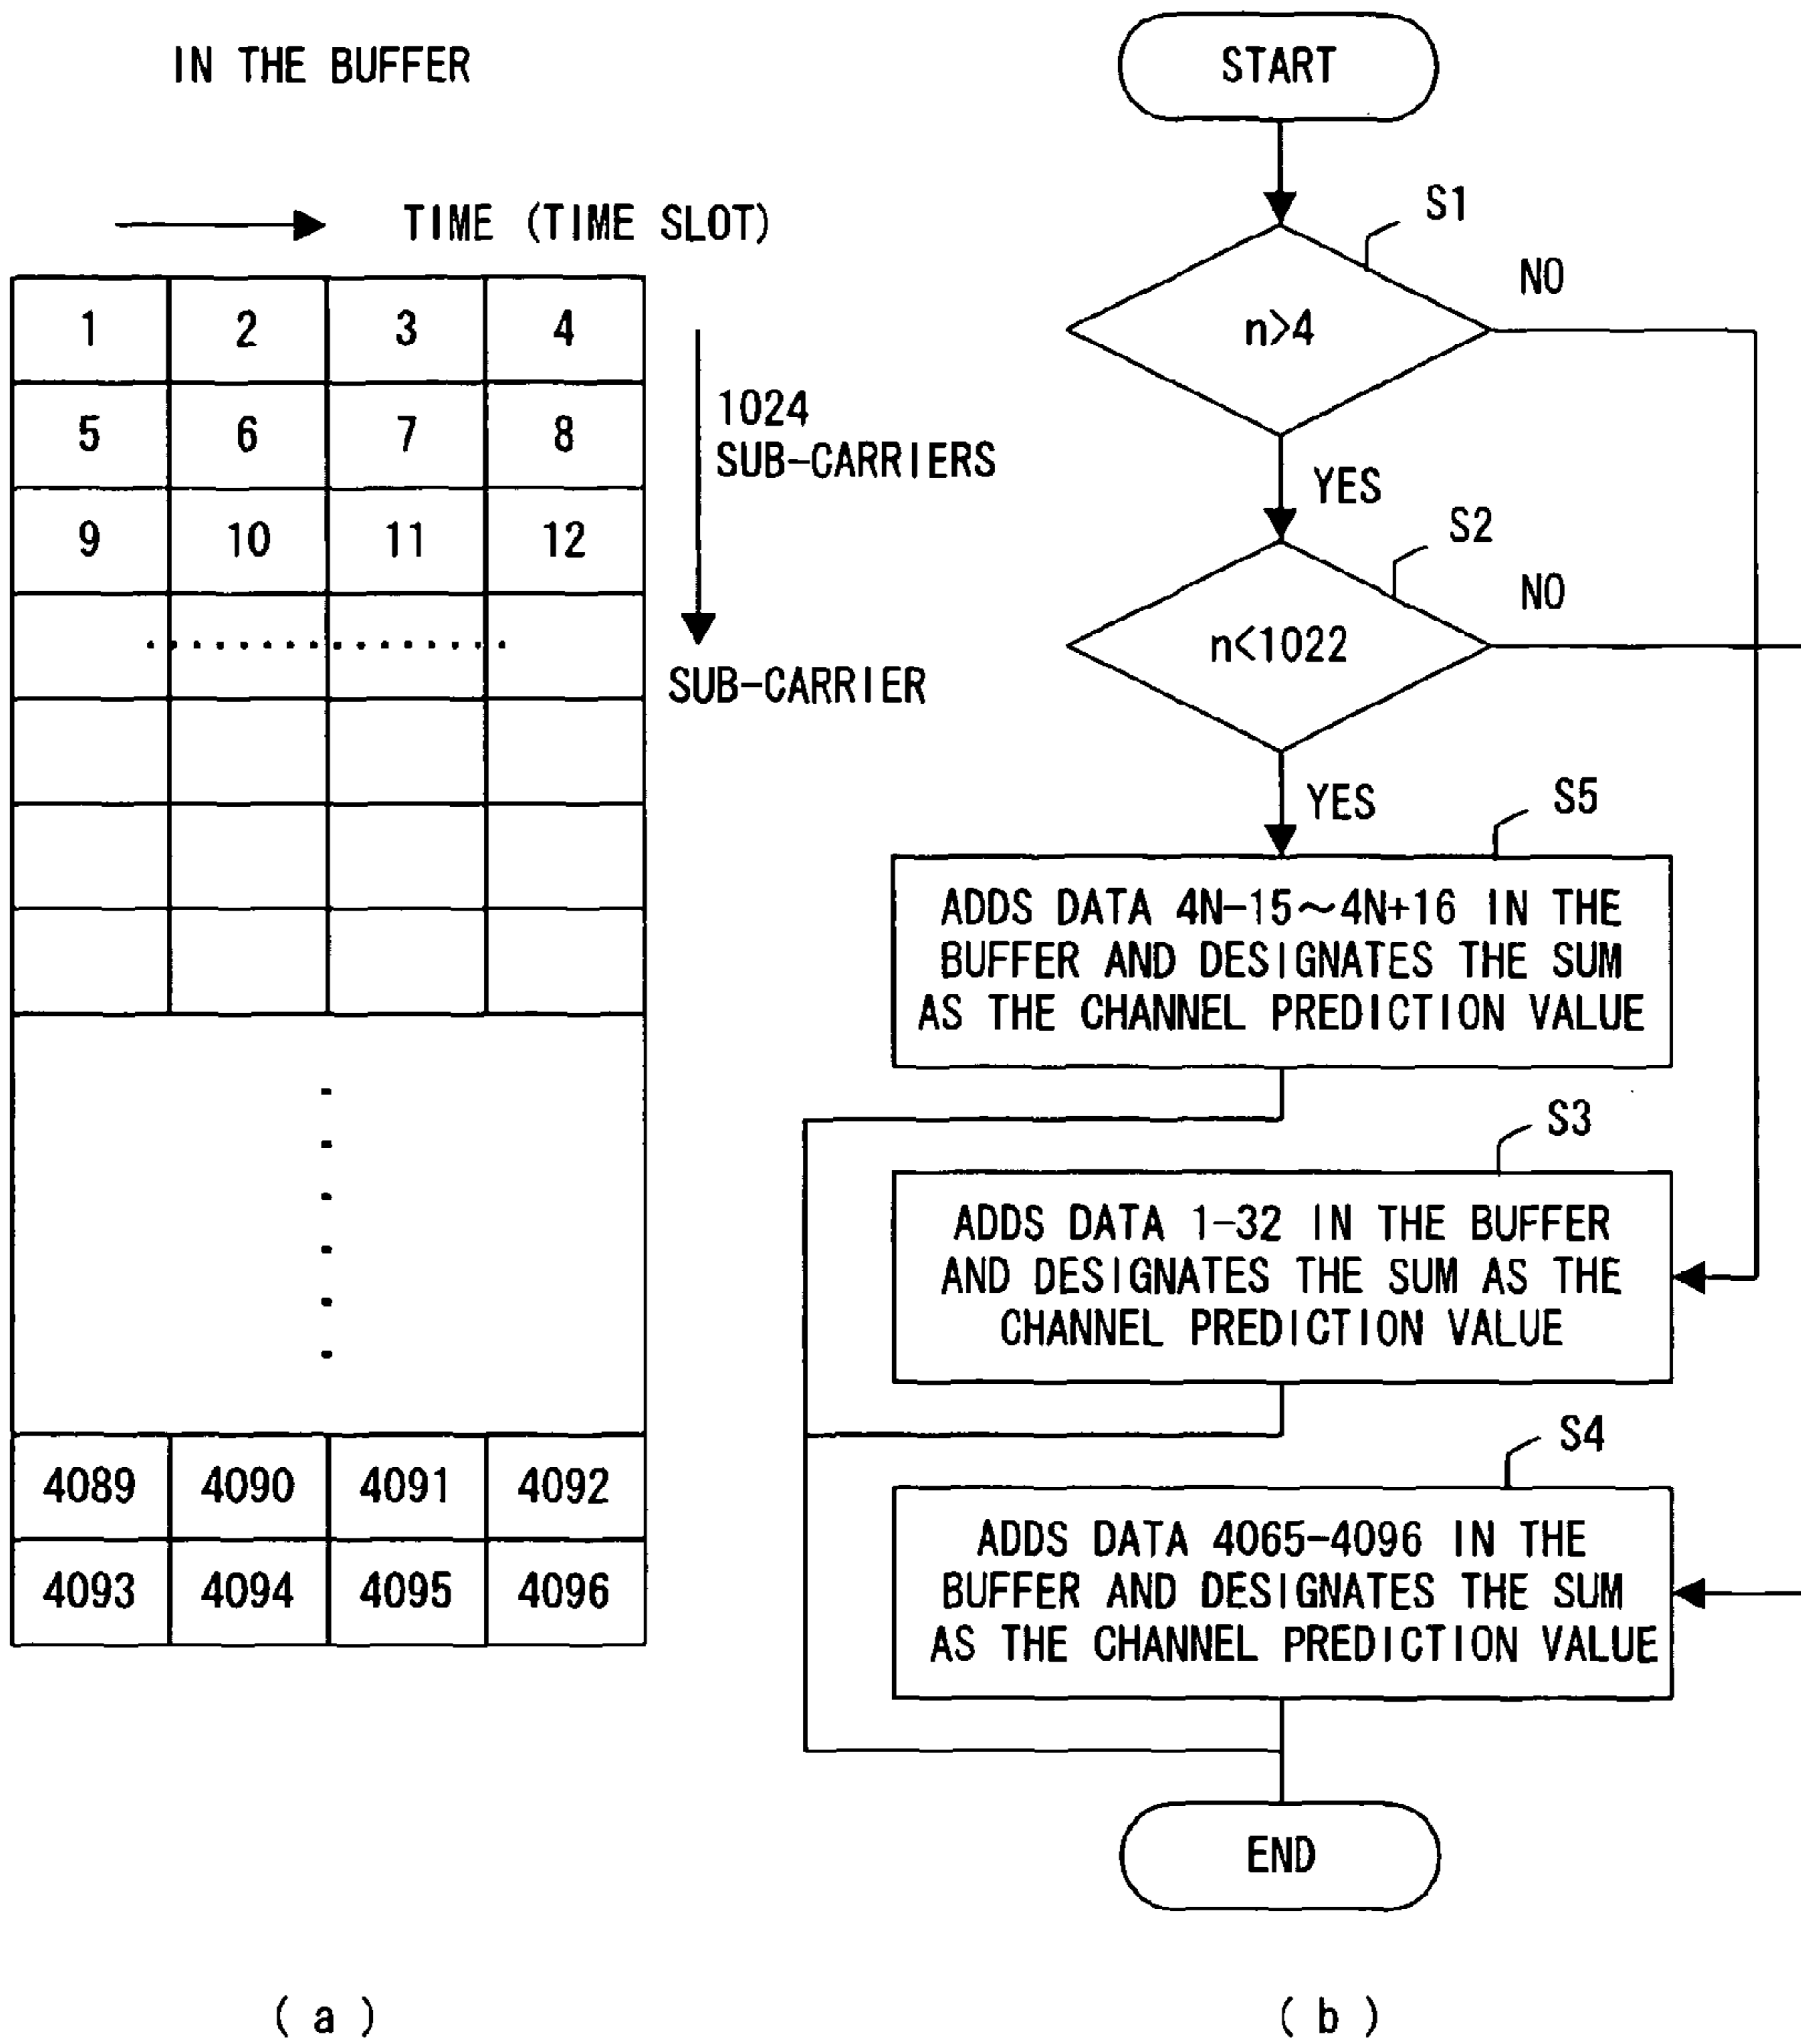 IN THE BUFFER
TIME (TIME SLOT)
1 2 3 4
5 6 7 8
9 10 11 12
1024
SUB-CARRIERS
SUB-CARRIER
4089 4090 4091 4092
4093 4094 4095 4096
( a )
START
S1
n>4
NO
YES
S2
n<1022
NO
YES
S5
ADDS DATA 4N-15~4N+16 IN THE
BUFFER AND DESIGNATES THE SUM
AS THE CHANNEL PREDICTION VALUE
S3
ADDS DATA 1-32 IN THE BUFFER
AND DESIGNATES THE SUM AS THE
CHANNEL PREDICTION VALUE
S4
ADDS DATA 4065-4096 IN THE
BUFFER AND DESIGNATES THE SUM
AS THE CHANNEL PREDICTION VALUE
END
( b )